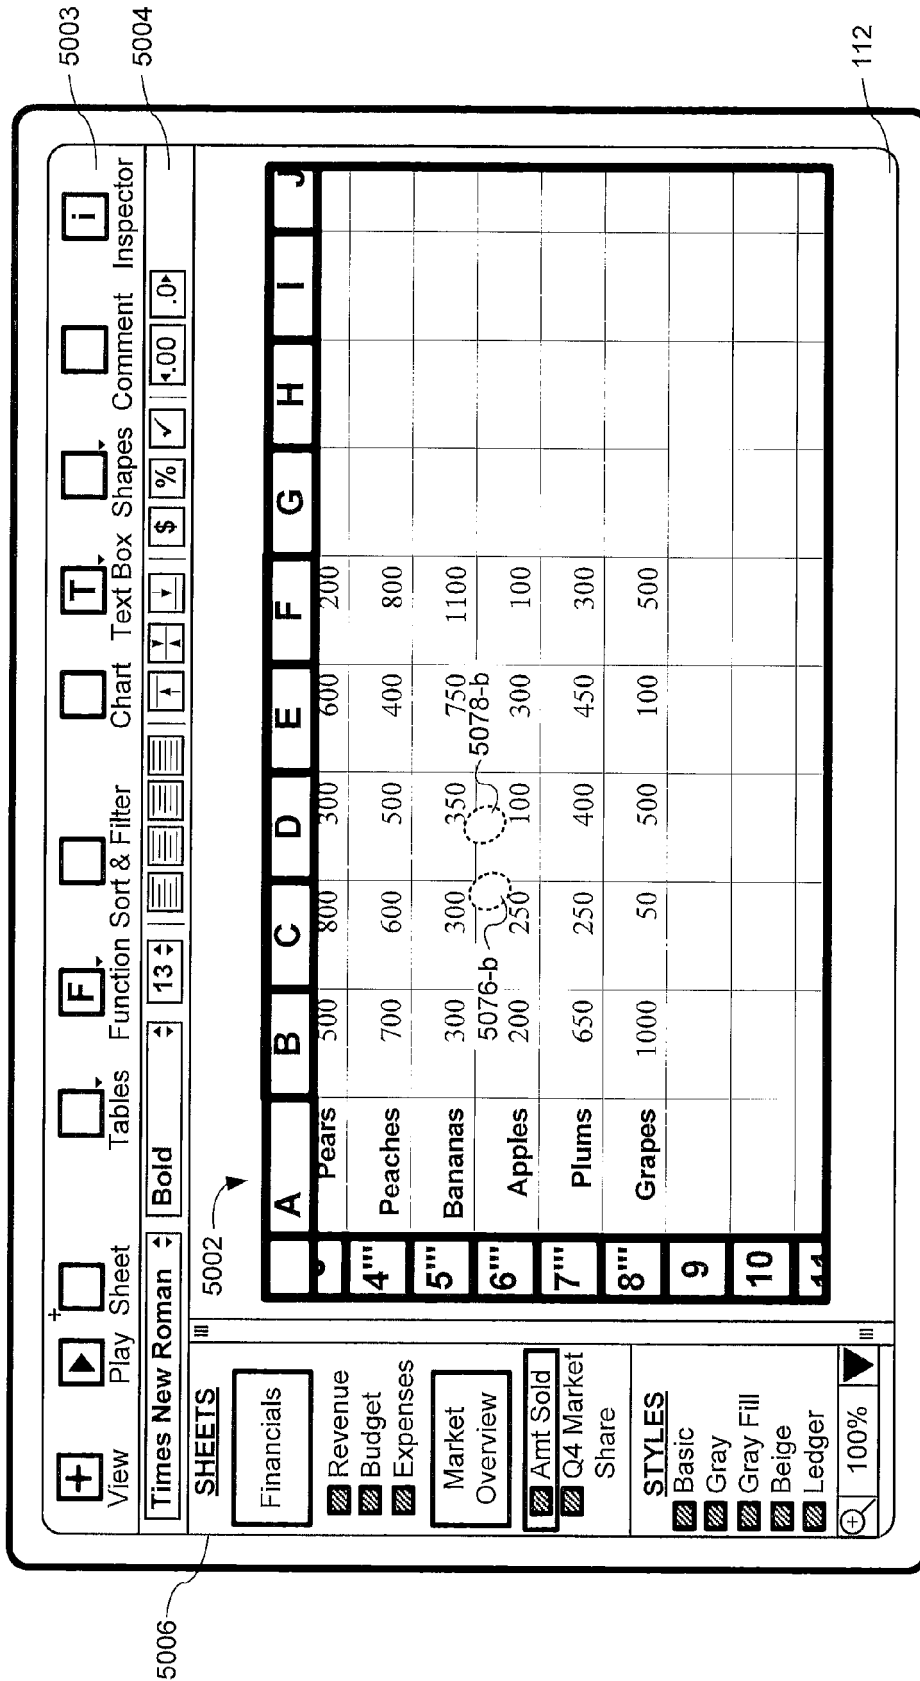 5003
5004
112
View Play Sheet Tables Function Sort & Filter Chart Text Box Shapes Comment Inspector
F T i
Times New Roman Bold 13 $ % ✓ .00 .0
5006
5002
SHEETS
Financials
Revenue
Budget
Expenses
Market
Overview
Amt Sold
Q4 Market
Share
STYLES
Basic
Gray
Gray Fill
Beige
Ledger
100%
A B C D E F G H I J
Pears 500 800 300 600 200
4''' Peaches 700 600 500 400 800
5''' Bananas 300 300 350 750 1100
5076-b 5078-b
6''' Apples 200 250 100 300 100
7''' Plums 650 250 400 450 300
8''' Grapes 1000 50 500 100 500
9
10
11